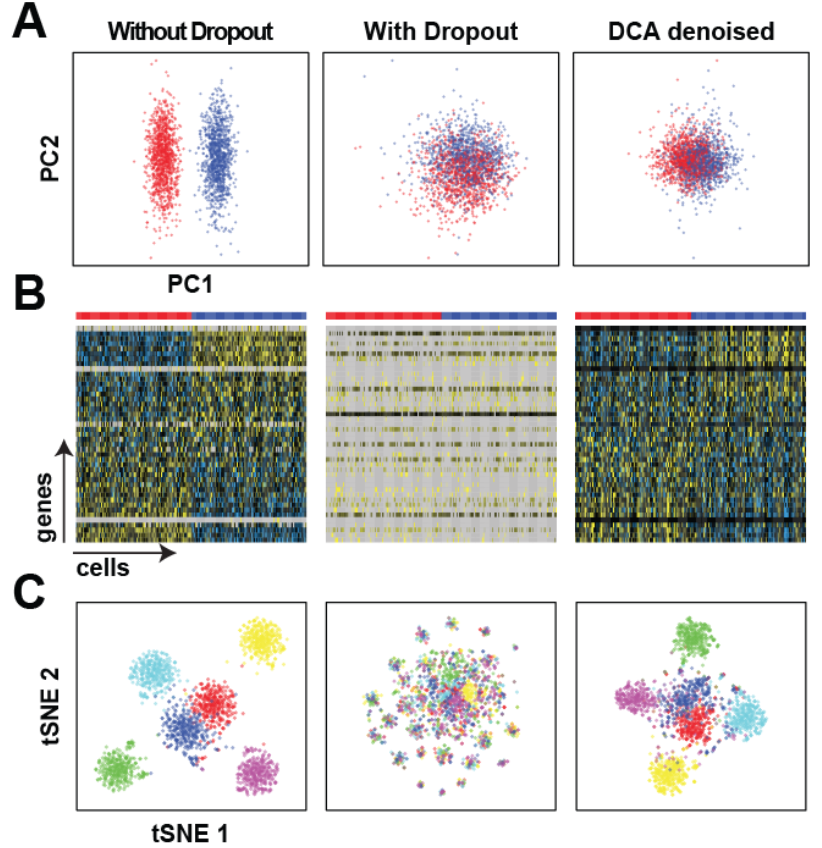 A
Without Dropout
With Dropout
DCA denoised
PC2
PC1
B
genes
cells
C
tSNE 2
tSNE 1